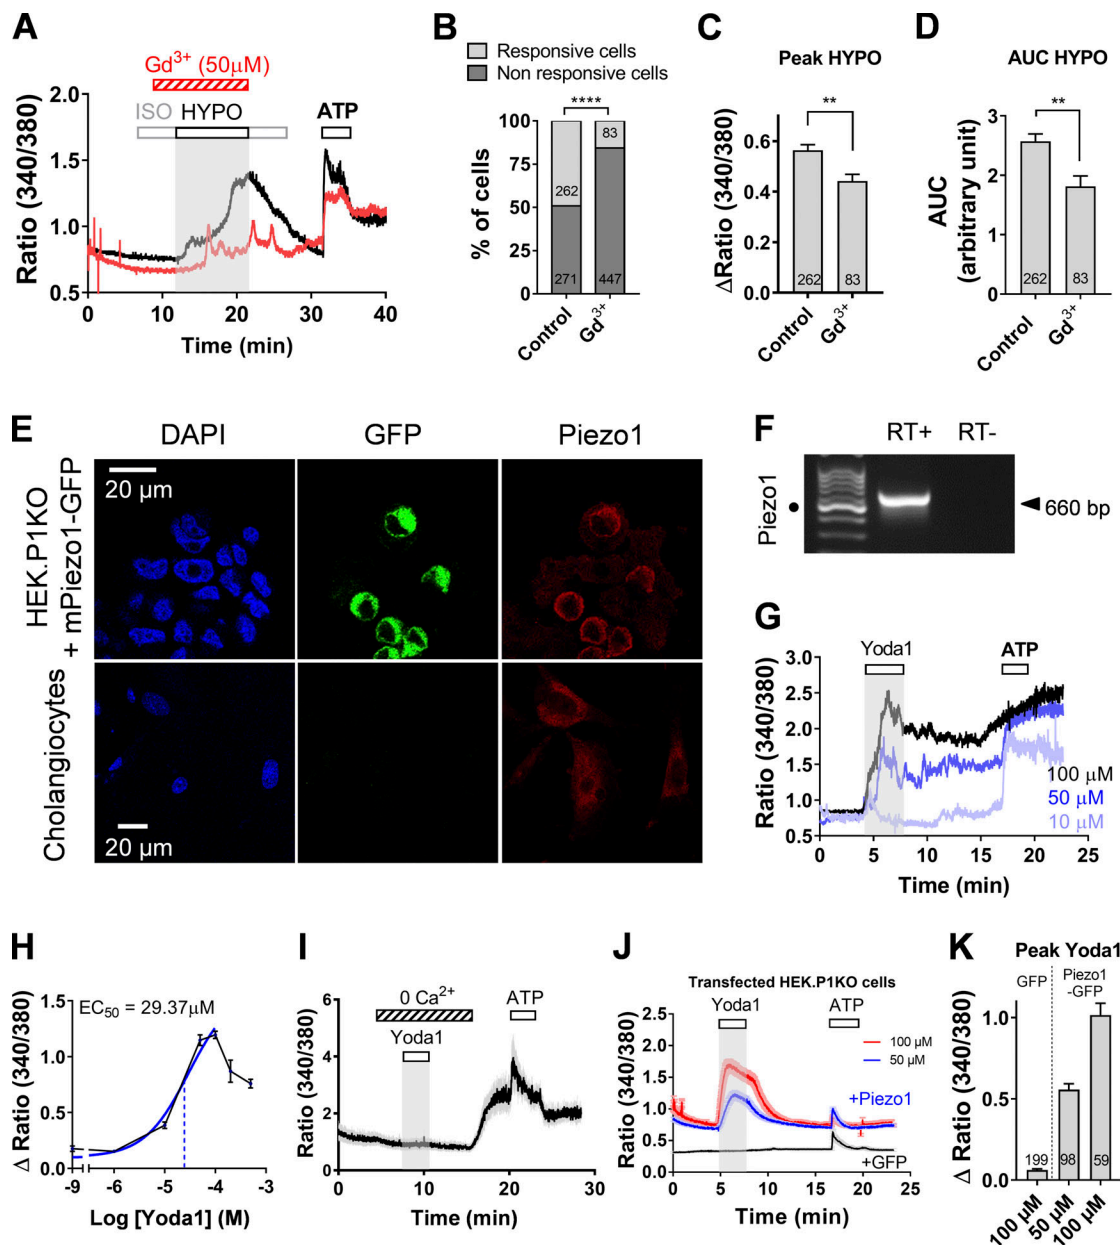 A
Gd3+ (50µM)
ISO HYPO ATP
Ratio (340/380)
2.0
1.5
1.0
0.5
0 10 20 30 40
Time (min)
B
Responsive cells
Non responsive cells
****
% of cells
100
75
50
25
0
262
271
83
447
Control
Gd3+
C
Peak HYPO
**
ΔRatio (340/380)
0.6
0.4
0.2
0.0
262 83
Control
Gd3+
D
AUC HYPO
**
AUC
(arbitrary unit)
3
2
1
0
262 83
Control
Gd3+
E
DAPI GFP Piezo1
HEK.P1KO
+ mPiezo1-GFP
20 µm
Cholangiocytes
20 µm
F
RT+ RT-
Piezo1
660 bp
G
Yoda1 ATP
Ratio (340/380)
3.0
2.5
2.0
1.5
1.0
0.5
100 µM
50 µM
10 µM
0 5 10 15 20 25
Time (min)
H
EC50 = 29.37µM
Δ Ratio (340/380)
1.5
1.0
0.5
0.0
-9 -6 -5 -4 -3
Log [Yoda1] (M)
I
0 Ca2+
Yoda1
ATP
Ratio (340/380)
6
4
2
0
0 10 20 30
Time (min)
J
Transfected HEK.P1KO cells
Yoda1 ATP
100 µM
50 µM
+Piezo1
+GFP
Ratio (340/380)
2.5
2.0
1.5
1.0
0.5
0.0
0 5 10 15 20 25
Time (min)
K
Peak Yoda1
GFP
Piezo1
-GFP
Δ Ratio (340/380)
1.0
0.5
0.0
199 98 59
100 µM
50 µM
100 µM